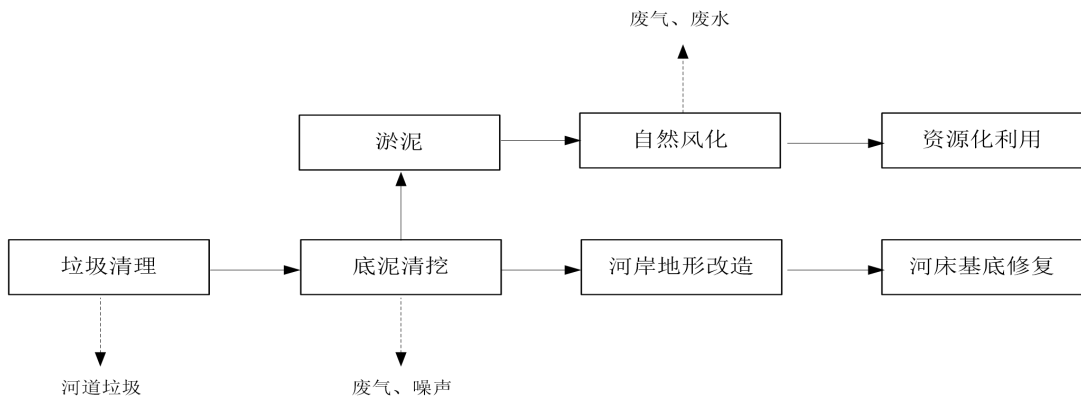 废气、废水
淤泥
自然风化
资源化利用
垃圾清理
底泥清挖
河岸地形改造
河床基底修复
河道垃圾
废气、噪声